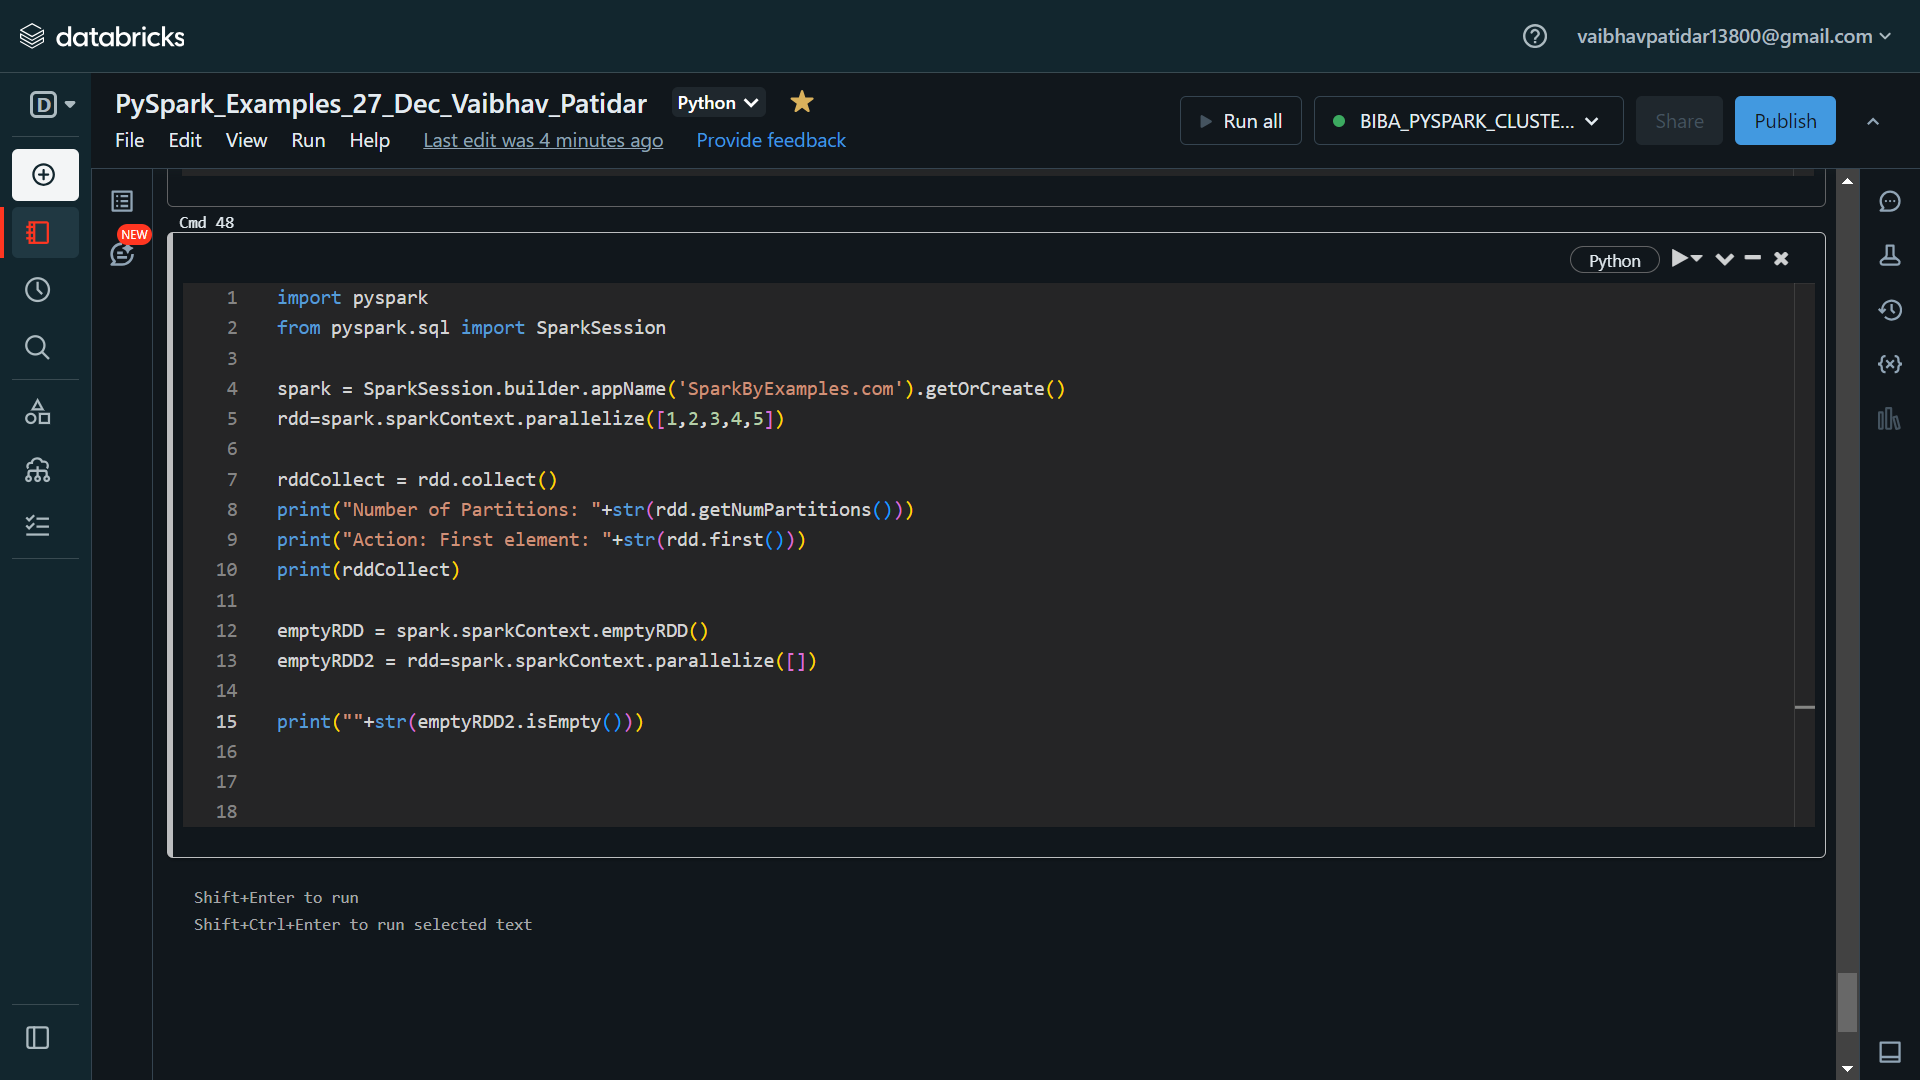 databricks
vaibhavpatidar13800@gmail.com
D
PySpark_Examples_27_Dec_Vaibhav_Patidar Python
File Edit View Run Help Last edit was 4 minutes ago Provide feedback
Run all BIBA_PYSPARK_CLUSTE... Share Publish
NEW
Cmd 48
Python
1 import pyspark
2 from pyspark.sql import SparkSession
3
4 spark = SparkSession.builder.appName('SparkByExamples.com').getOrCreate()
5 rdd=spark.sparkContext.parallelize([1,2,3,4,5])
6
7 rddCollect = rdd.collect()
8 print("Number of Partitions: "+str(rdd.getNumPartitions()))
9 print("Action: First element: "+str(rdd.first()))
10 print(rddCollect)
11
12 emptyRDD = spark.sparkContext.emptyRDD()
13 emptyRDD2 = rdd=spark.sparkContext.parallelize([])
14
15 print(""+str(emptyRDD2.isEmpty()))
16
17
18
Shift+Enter to run
Shift+Ctrl+Enter to run selected text